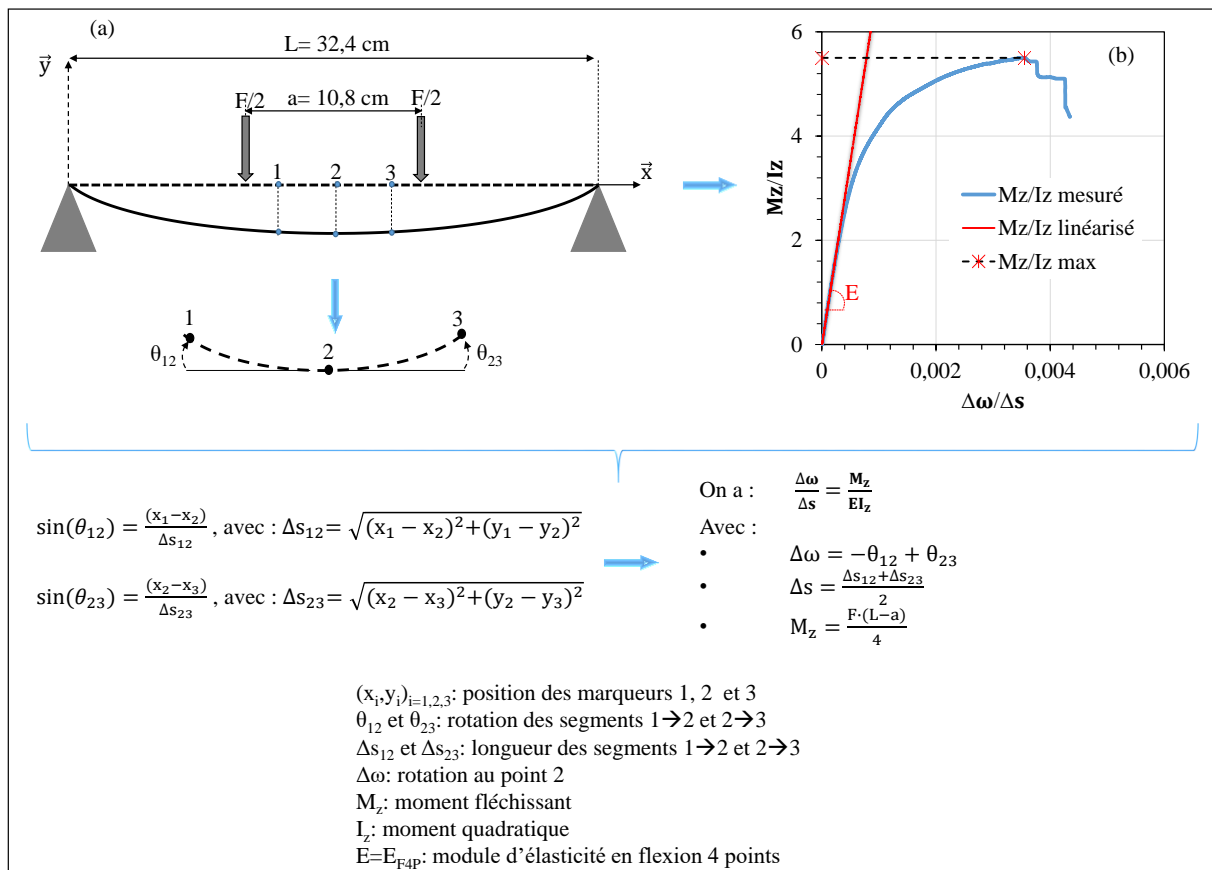 (a)
L= 32,4 cm
y⃗
F/2
a= 10,8 cm
F/2
1
2
3
x⃗
1
2
3
θ₁₂
θ₂₃
(b)
Mz/Iz
6
4
2
0
0
0,002
0,004
0,006
Δω/Δs
Mz/Iz mesuré
Mz/Iz linéarisé
Mz/Iz max
E
sin(θ₁₂) = (x₁−x₂)/Δs₁₂ , avec : Δs₁₂= √((x₁ − x₂)²+(y₁ − y₂)²)
sin(θ₂₃) = (x₂−x₃)/Δs₂₃ , avec : Δs₂₃= √((x₂ − x₃)²+(y₂ − y₃)²)
On a : Δω/Δs = M_z/EI_z
Avec :
• Δω = −θ₁₂ + θ₂₃
• Δs = (Δs₁₂+Δs₂₃)/2
• M_z = F·(L−a)/4
(xᵢ,yᵢ)ᵢ₌₁,₂,₃: position des marqueurs 1, 2 et 3
θ₁₂ et θ₂₃: rotation des segments 1→2 et 2→3
Δs₁₂ et Δs₂₃: longueur des segments 1→2 et 2→3
Δω: rotation au point 2
M_z: moment fléchissant
I_z: moment quadratique
E=E_F4P: module d’élasticité en flexion 4 points